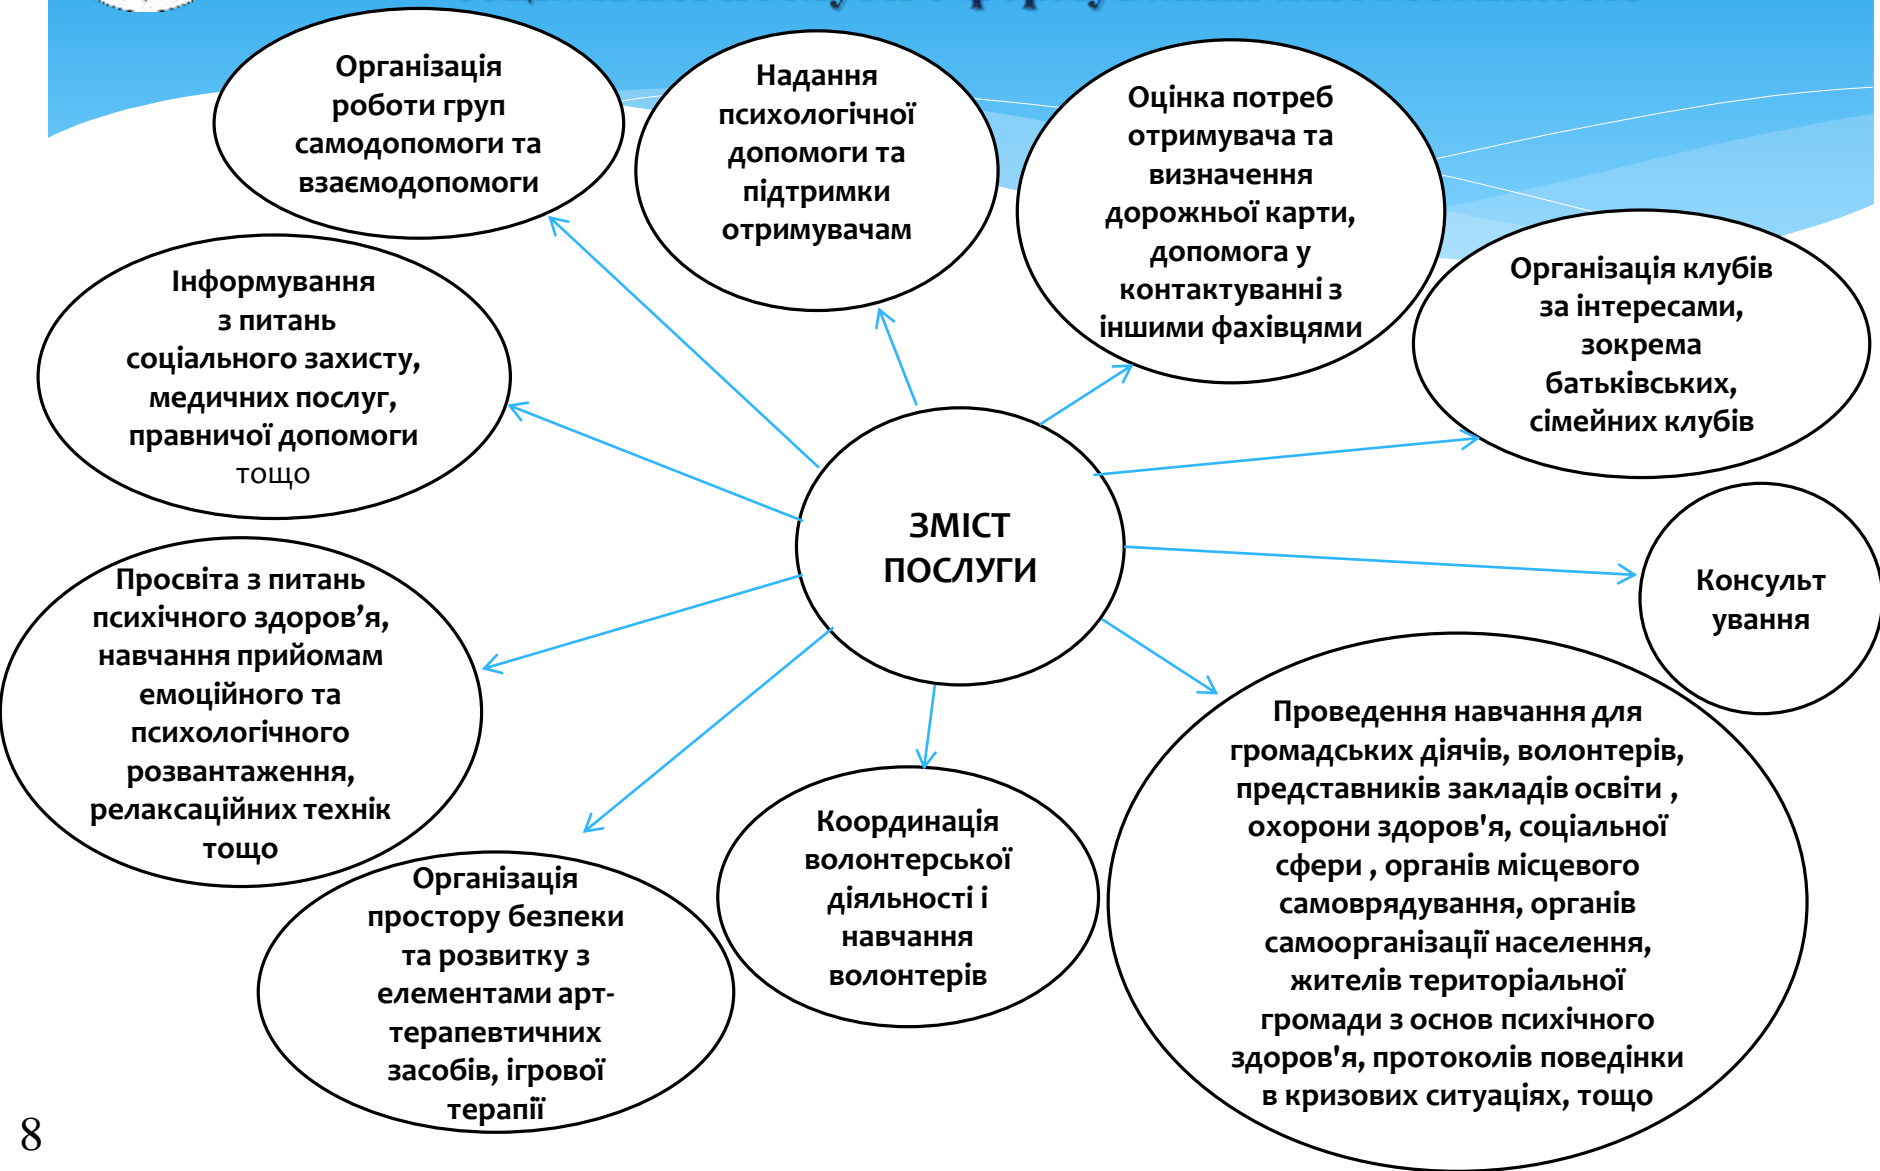 Організація
роботи груп
самодопомоги та
взаємодопомоги
Надання
психологічної
допомоги та
підтримки
отримувачам
Оцінка потреб
отримувача та
визначення
дорожньої карти,
допомога у
контактуванні з
іншими фахівцями
Організація клубів
за інтересами,
зокрема
батьківських,
сімейних клубів
Інформування
з питань
соціального захисту,
медичних послуг,
правничої допомоги
тощо
ЗМІСТ
ПОСЛУГИ
Консульт
ування
Просвіта з питань
психічного здоров’я,
навчання прийомам
емоційного та
психологічного
розвантаження,
релаксаційних технік
тощо
Проведення навчання для
громадських діячів, волонтерів,
представників закладів освіти ,
охорони здоров'я, соціальної
сфери , органів місцевого
самоврядування, органів
самоорганізації населення,
жителів територіальної
громади з основ психічного
здоров'я, протоколів поведінки
в кризових ситуаціях, тощо
Координація
волонтерської
діяльності і
навчання
волонтерів
Організація
простору безпеки
та розвитку з
елементами арт-
терапевтичних
засобів, ігрової
терапії
8